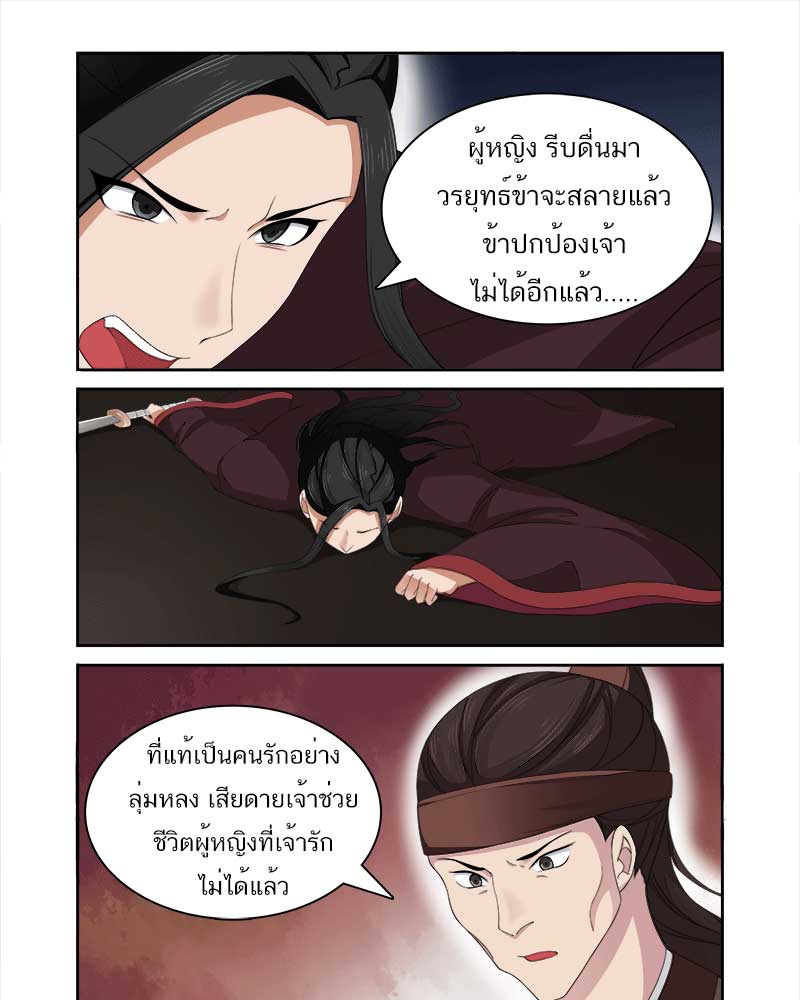 ผู้หญิง รีบตื่นมา
วรยุทธ์ข้าจะสลายแล้ว
ข้าปกป้องเจ้า
ไม่ได้อีกแล้ว.....
ที่แท้เป็นคนรักอย่าง
ลุ่มหลง เสียดายเจ้าช่วย
ชีวิตผู้หญิงที่เจ้ารัก
ไม่ได้แล้ว